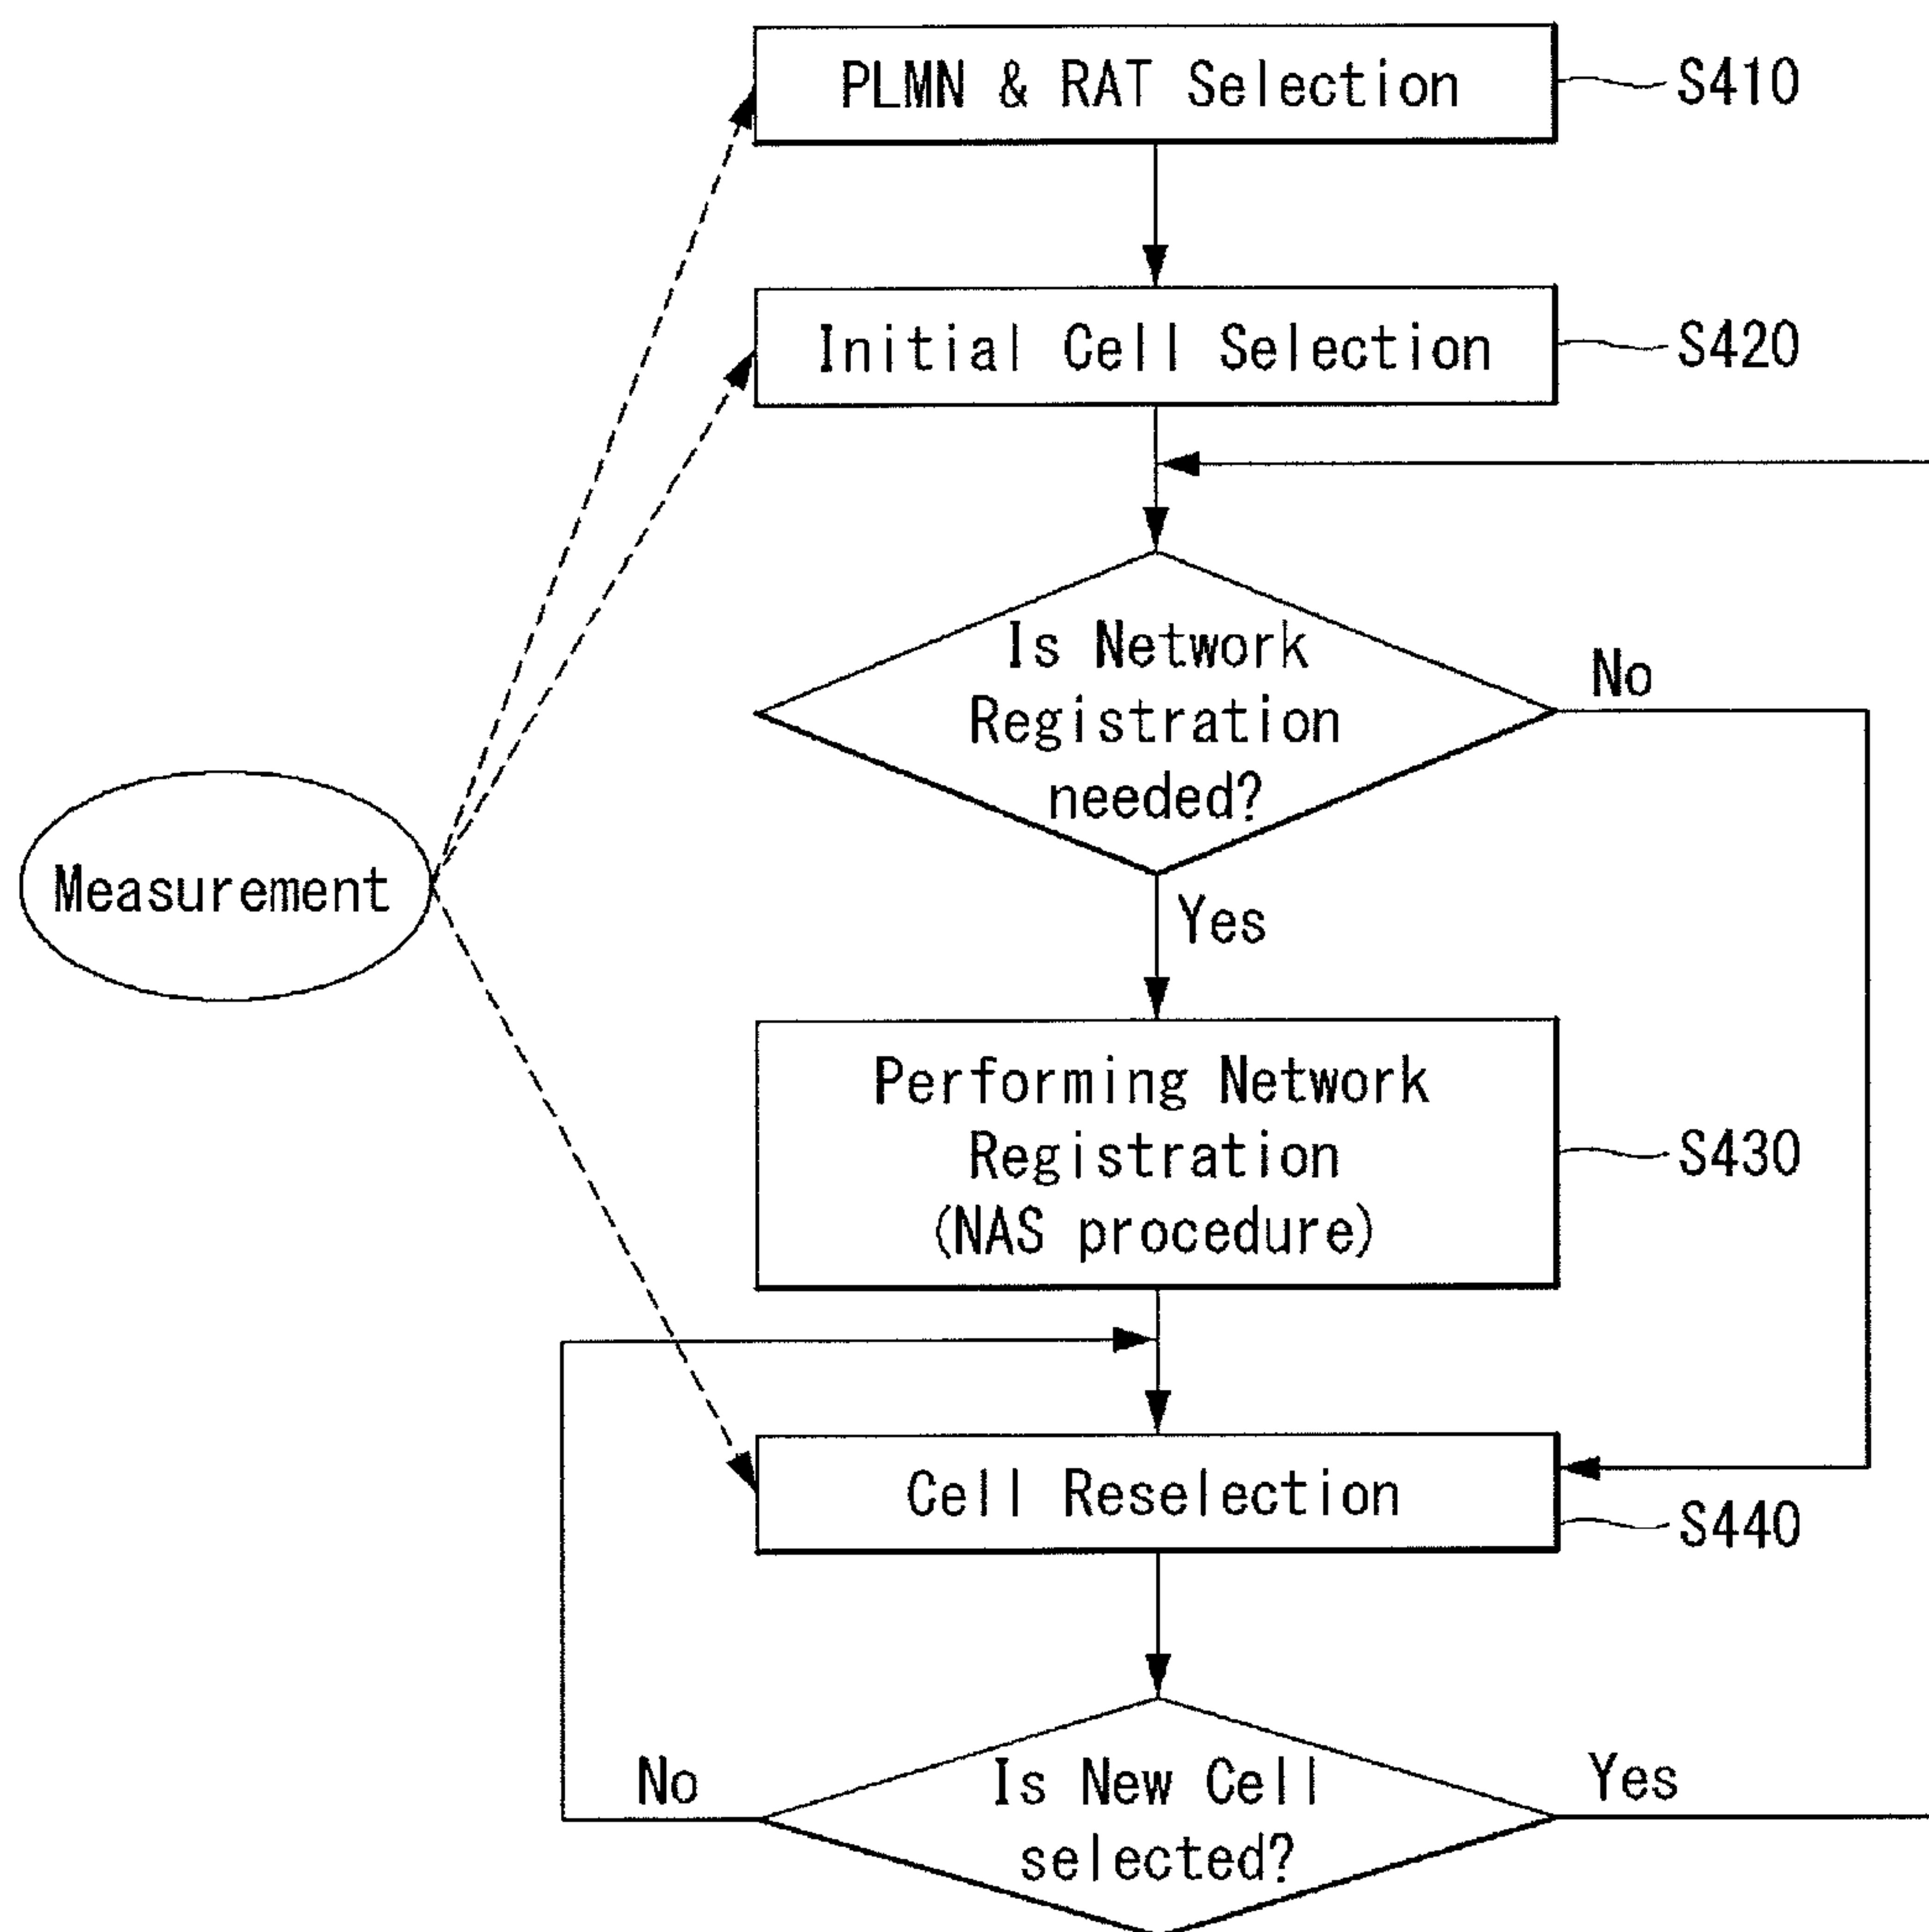 PLMN & RAT Selection
S410
Initial Cell Selection
S420
Is Network
Registration
needed?
No
Measurement
Yes
Performing Network
Registration
(NAS procedure)
S430
Cell Reselection
S440
No
Is New Cell
selected?
Yes